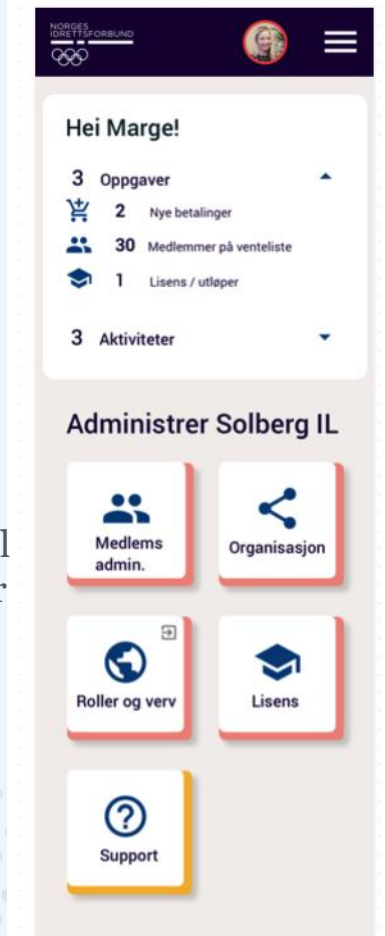 NORGES
IDRETTSFORBUND
Hei Marge!
3 Oppgaver
2 Nye betalinger
30 Medlemmer på venteliste
1 Lisens / utløper
3 Aktiviteter
Administrer Solberg IL
Medlems
admin.
Organisasjon
l
r
Roller og verv
Lisens
Support